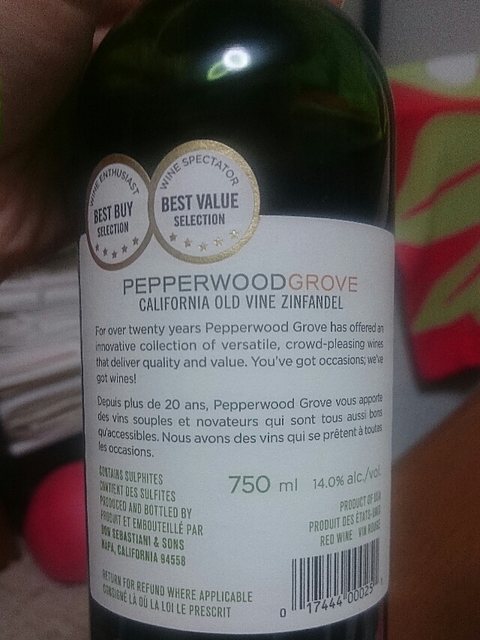 WINE ENTHUSIAST
BEST BUY
SELECTION
WINE SPECTATOR
BEST VALUE
SELECTION
PEPPERWOODGROVE
CALIFORNIA OLD VINE ZINFANDEL
For over twenty years Pepperwood Grove has offered an
innovative collection of versatile, crowd-pleasing wines
that deliver quality and value. You've got occasions; we've
got wines!
Depuis plus de 20 ans, Pepperwood Grove vous apporte
des vins souples et novateurs qui sont tous aussi bons
qu'accessibles. Nous avons des vins qui se prêtent à toutes
les occasions.
CONTAINS SULPHITES
CONTIENT DES SULFITES
PRODUCED AND BOTTLED BY
PRODUIT ET EMBOUTEILLÉ PAR
DON SEBASTIANI & SONS
NAPA, CALIFORNIA 94558
750 ml 14.0% alc./vol.
PRODUCT OF USA
PRODUIT DES ÉTATS-UNIS
RED WINE VIN ROUGE
RETURN FOR REFUND WHERE APPLICABLE
CONSIGNÉ LÀ OÙ LA LOI LE PRESCRIT
0 17444 00025